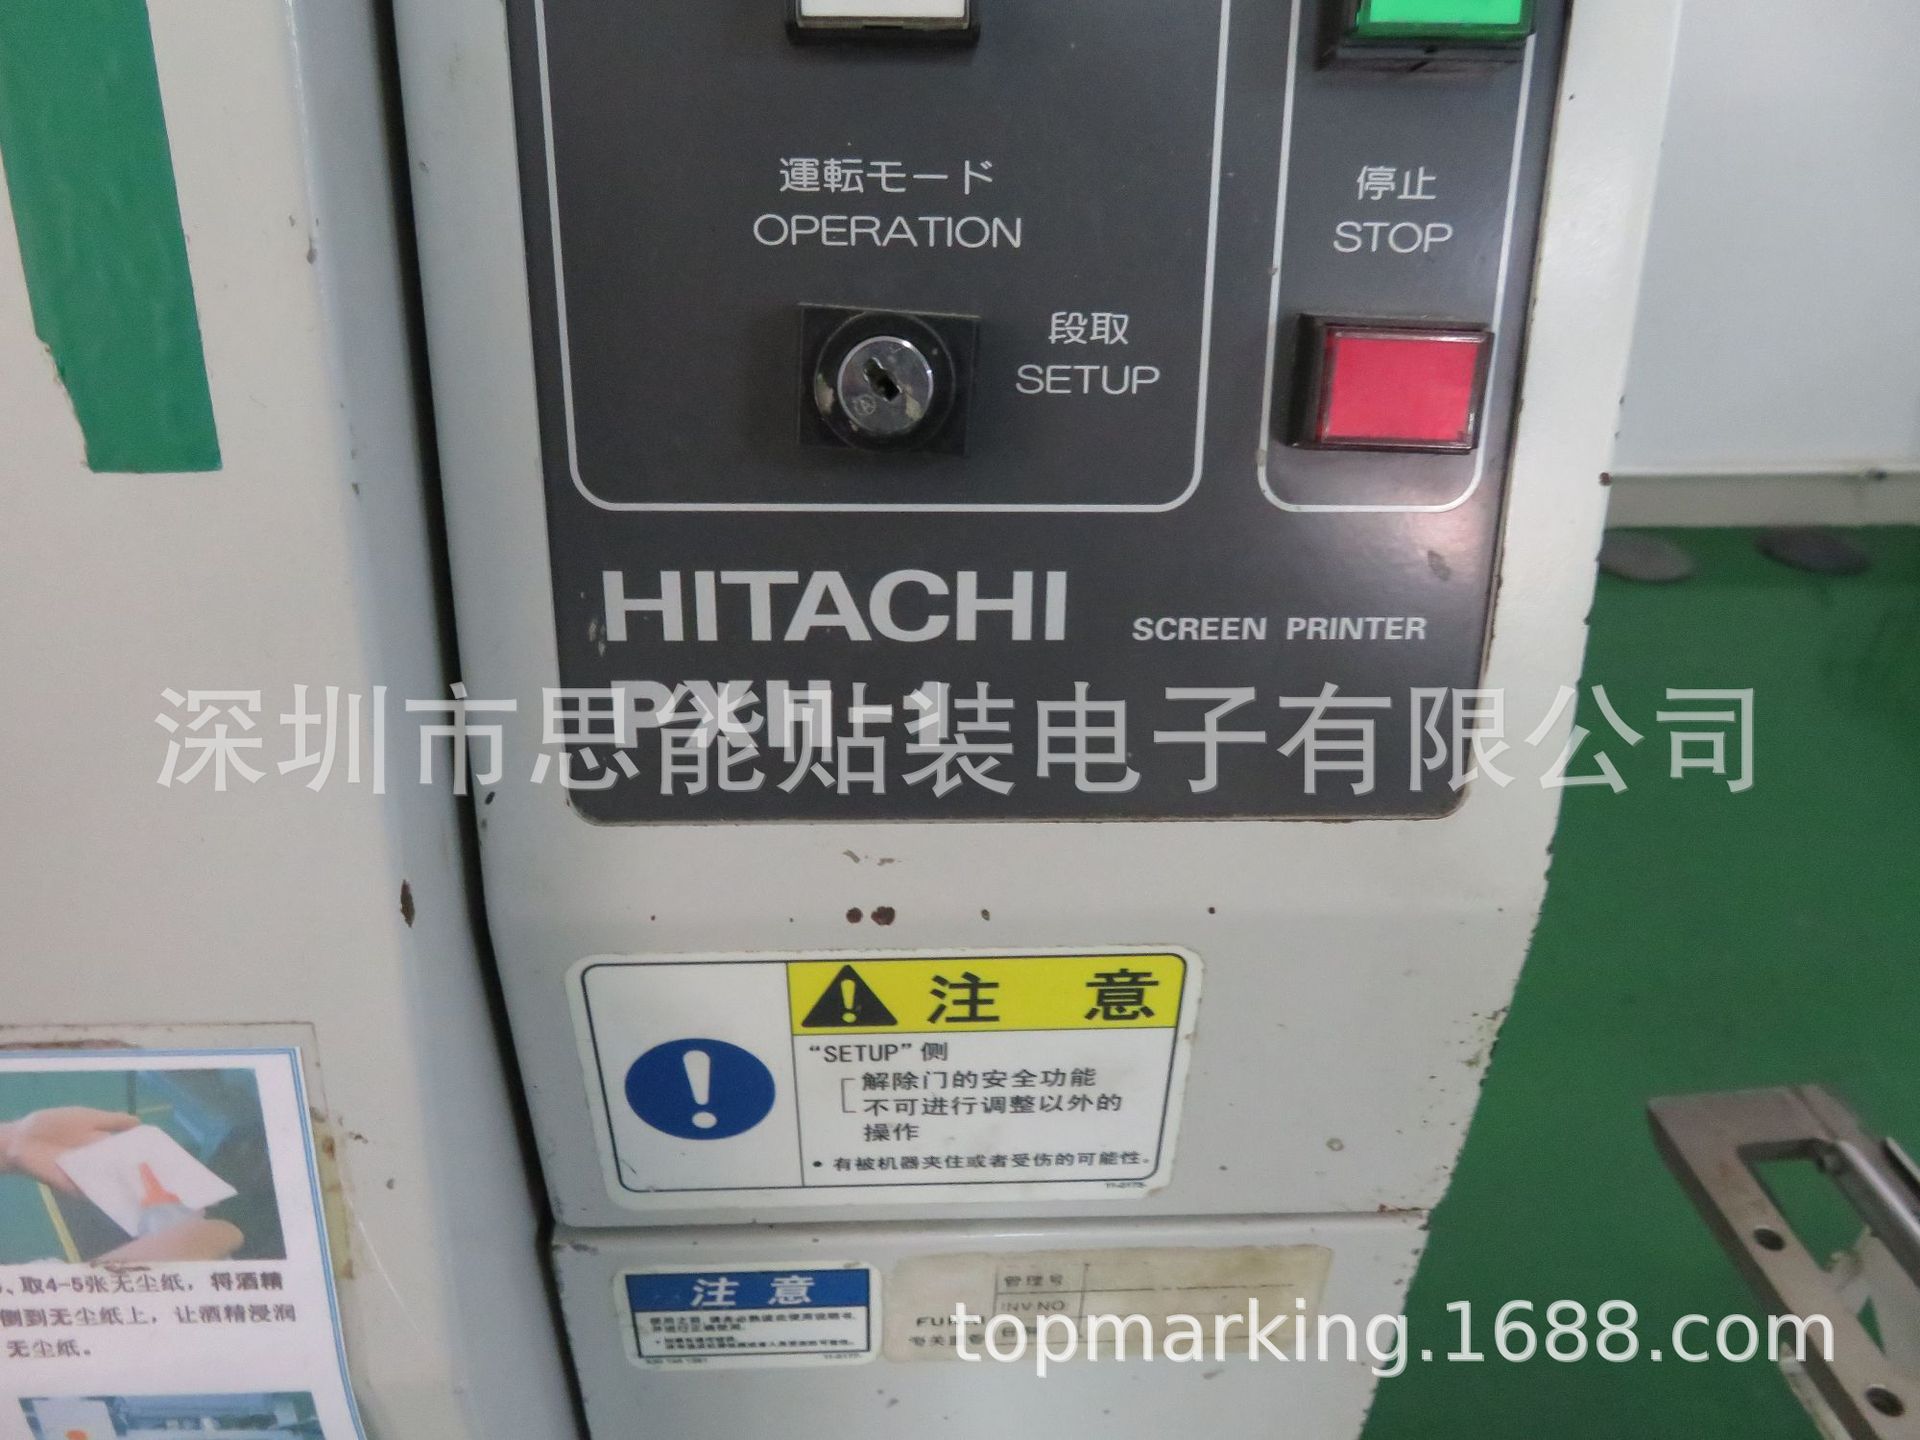 運転モード
OPERATION
停止
STOP
段取
SETUP
HITACHI SCREEN PRINTER
深圳市思能贴装电子有限公司
注 意
“SETUP”侧
解除门的安全功能
不可进行调整以外的
操作
• 有被机器夹住或者受伤的可能性。
、取4-5张无尘纸，将酒精
倒到无尘纸上，让酒精浸润
无尘纸。
注 意
管理号
INV.NO
topmarking.1688.com